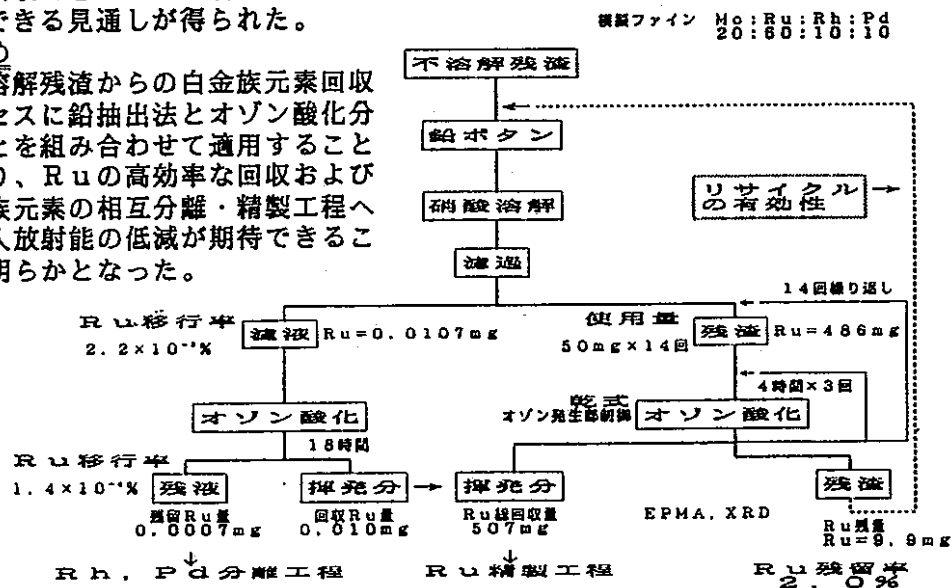 できる見通しが得られた。
溶解残渣からの白金族元素回収
セスに鉛抽出法とオゾン酸化分
とを組み合わせて適用すること
り、Ruの高効率な回収および
族元素の相互分離・精製工程へ
入放射能の低減が期待できるこ
明らかとなった。
模擬ファイン Mo:Ru:Rh:Pd
20:60:10:10
不溶解残渣
鉛ボタン
硝酸溶解
濾過
リサイクル
の有効性
14回繰り返し
Ru移行率
2.2×10⁻³%
濾液 Ru=0.0107mg
使用量
50mg×14回
残渣 Ru=486mg
4時間×3回
オゾン酸化
18時間
乾式
オゾン発生部制御
オゾン酸化
Ru移行率
1.4×10⁻⁴%
残液
残留Ru量
0.0007mg
揮発分
回収Ru量
0.010mg
揮発分
Ru総回収量
507mg
EPMA, XRD
残渣
Ru残量
Ru=9.9mg
Rh, Pd分離工程
Ru精製工程
Ru残留率
2.0%